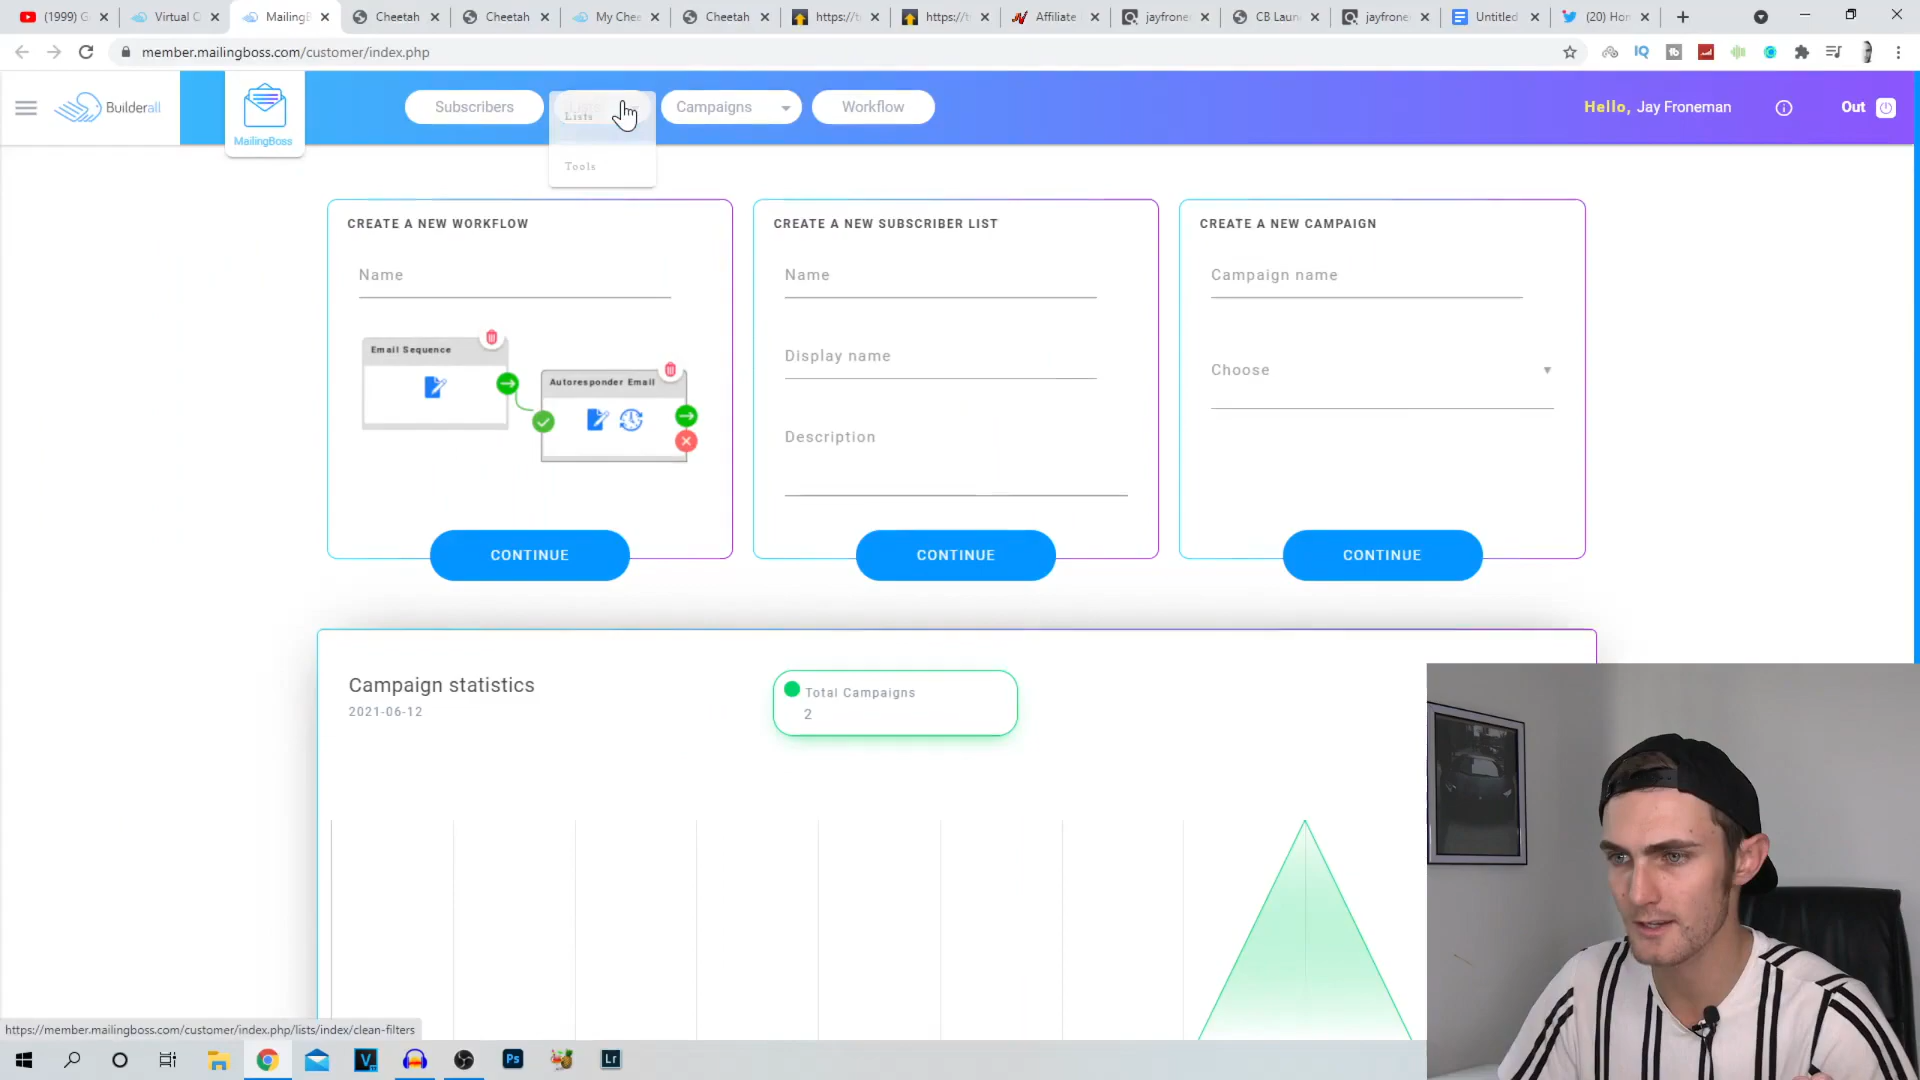 (1999) G
Virtual C
MailingB
Cheetah
Cheetah
My Chee
Cheetah
https://t
https://t
Affiliate
jayfrone
CB Laun
jayfrone
Untitled
(20) Hon
member.mailingboss.com/customer/index.php
Builderall
MailingBoss
Subscribers
Lists
Campaigns
Workflow
Hello, Jay Froneman
Out
Tools
CREATE A NEW WORKFLOW
Name
Email Sequence
Autoresponder Email
CONTINUE
CREATE A NEW SUBSCRIBER LIST
Name
Display name
Description
CONTINUE
CREATE A NEW CAMPAIGN
Campaign name
Choose
CONTINUE
Campaign statistics
2021-06-12
Total Campaigns
2
https://member.mailingboss.com/customer/index.php/lists/index/clean-filters
Ps
Lr